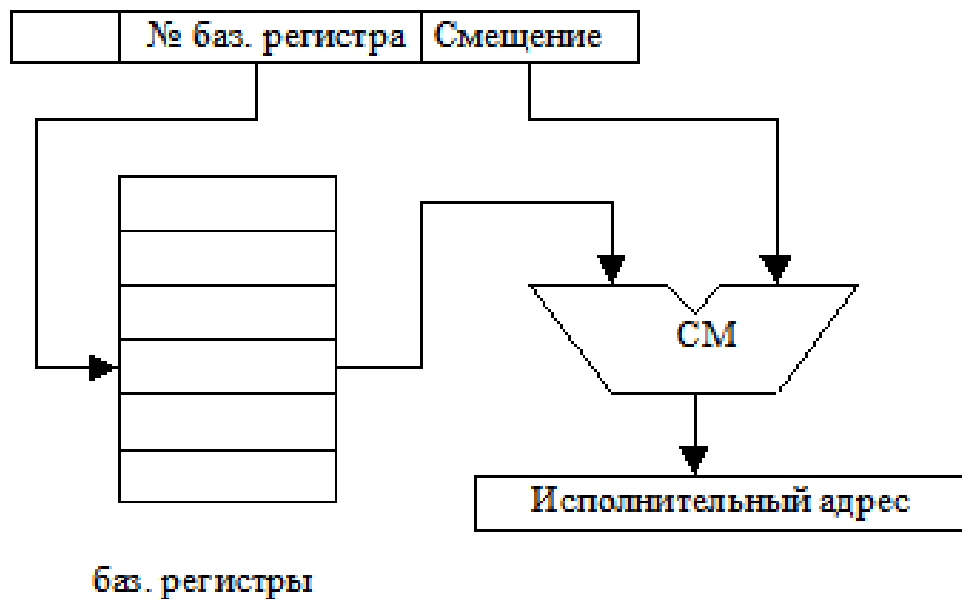 № баз. регистра
Смещение
СМ
Исполнительный адрес
баз. регистры